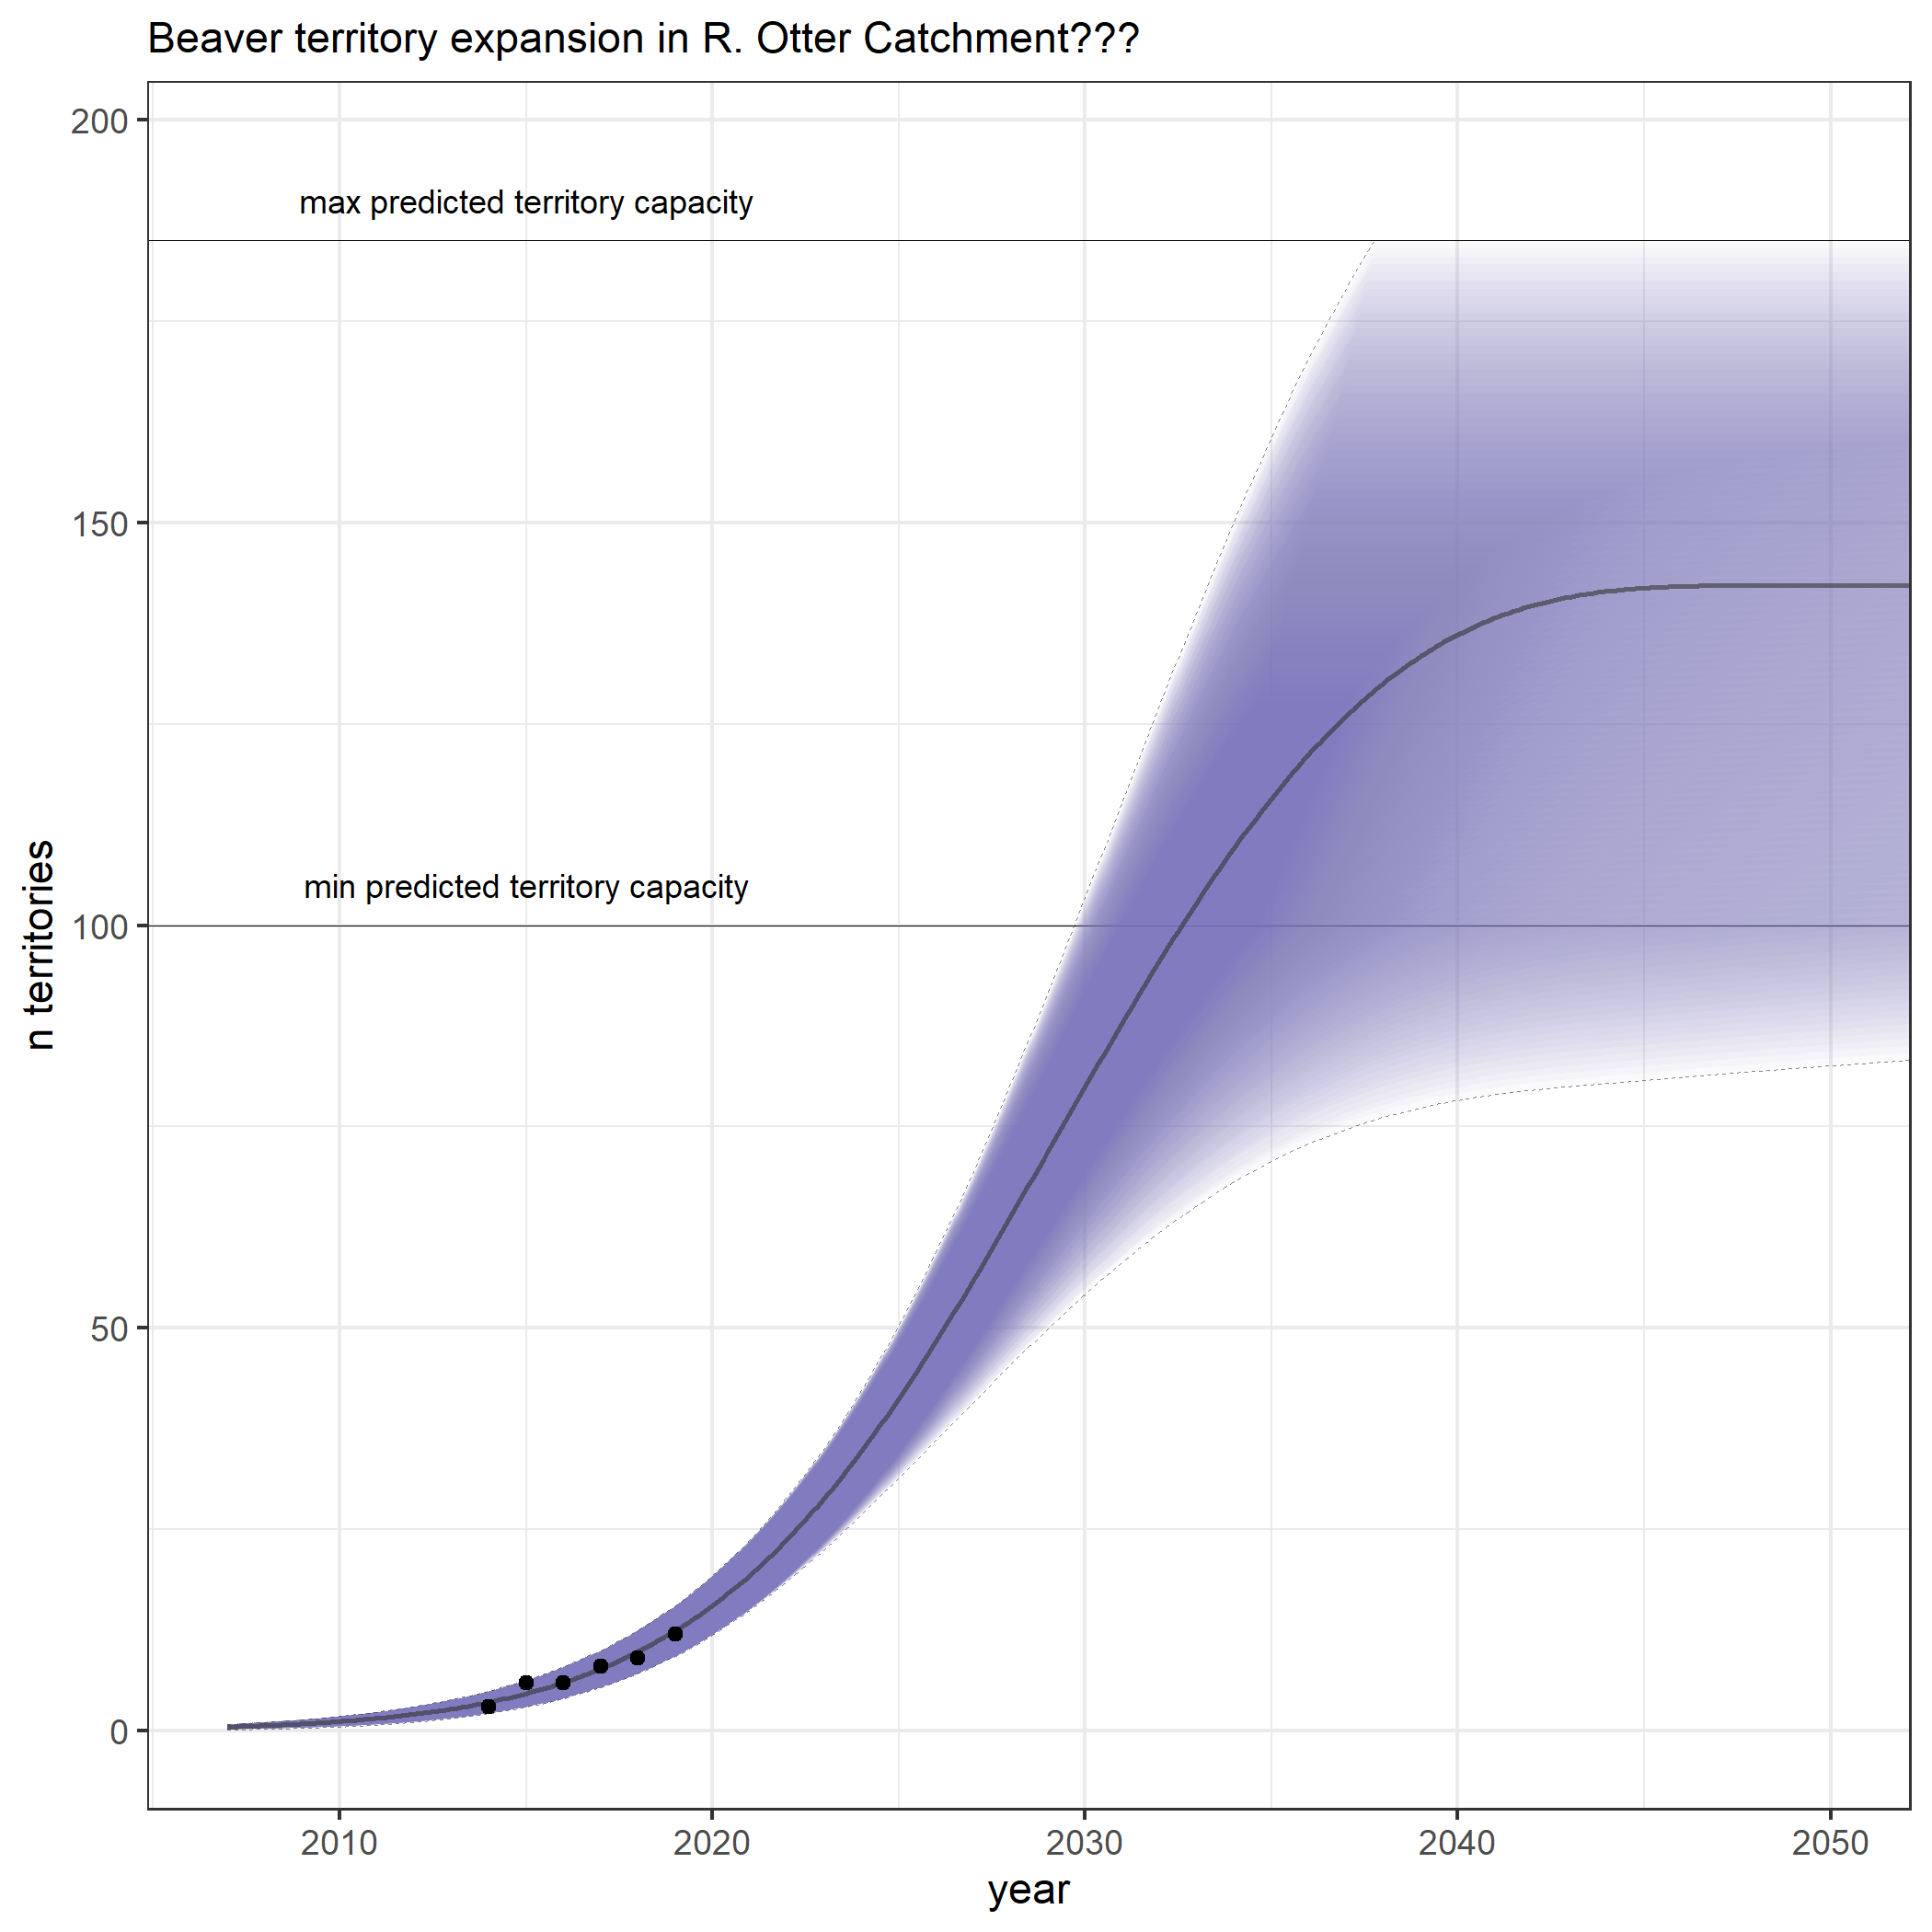 Beaver territory expansion in R. Otter Catchment???
200
max predicted territory capacity
150
min predicted territory capacity
100
50
0
n territories
2010 2020 2030 2040 2050
year